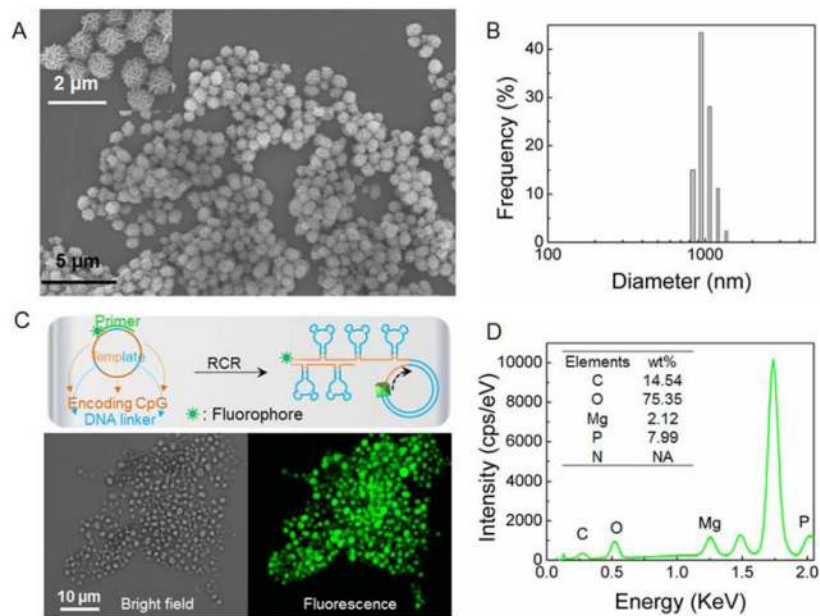 A
2 µm
5 µm
B
Frequency (%)
40
30
20
10
0
100
1000
Diameter (nm)
C
Primer
Template
Encoding CpG
DNA linker
RCR
: Fluorophore
10 µm
Bright field
Fluorescence
D
Intensity (cps/eV)
10000
8000
6000
4000
2000
0
Elements wt%
C 14.54
O 75.35
Mg 2.12
P 7.99
N NA
C
O
Mg
P
0.0 0.5 1.0 1.5 2.0
Energy (KeV)